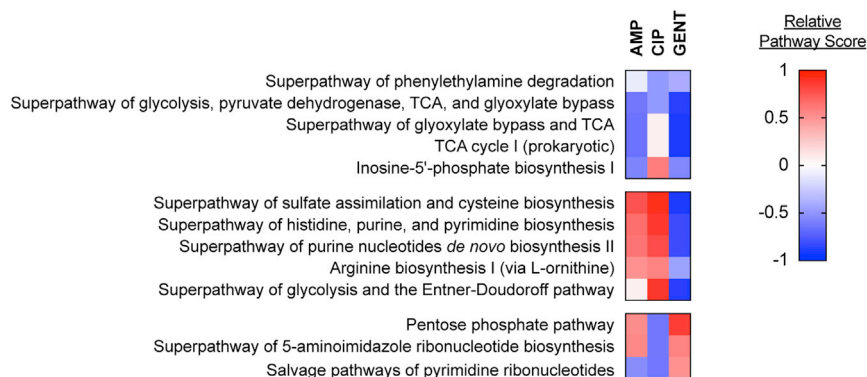 AMP CIP GENT
Relative
Pathway Score
Superpathway of phenylethylamine degradation
Superpathway of glycolysis, pyruvate dehydrogenase, TCA, and glyoxylate bypass
Superpathway of glyoxylate bypass and TCA
TCA cycle I (prokaryotic)
Inosine-5'-phosphate biosynthesis I
Superpathway of sulfate assimilation and cysteine biosynthesis
Superpathway of histidine, purine, and pyrimidine biosynthesis
Superpathway of purine nucleotides de novo biosynthesis II
Arginine biosynthesis I (via L-ornithine)
Superpathway of glycolysis and the Entner-Doudoroff pathway
Pentose phosphate pathway
Superpathway of 5-aminoimidazole ribonucleotide biosynthesis
Salvage pathways of pyrimidine ribonucleotides
1
0.5
0
-0.5
-1